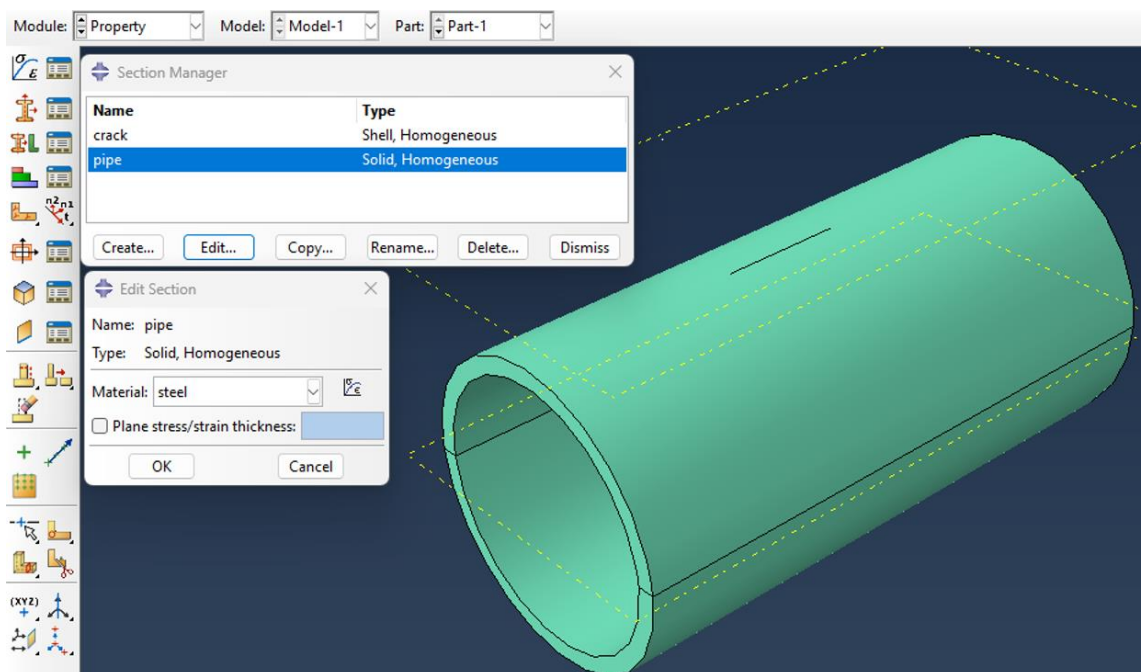 Module: Property Model: Model-1 Part: Part-1
Section Manager
Name Type
crack Shell, Homogeneous
pipe Solid, Homogeneous
Create... Edit... Copy... Rename... Delete... Dismiss
Edit Section
Name: pipe
Type: Solid, Homogeneous
Material: steel
Plane stress/strain thickness:
OK Cancel
σ ε
n2 n1
t
(XYZ)